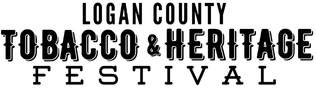 LOGAN COUNTY
TOBACCO & HERITAGE
FESTIVAL